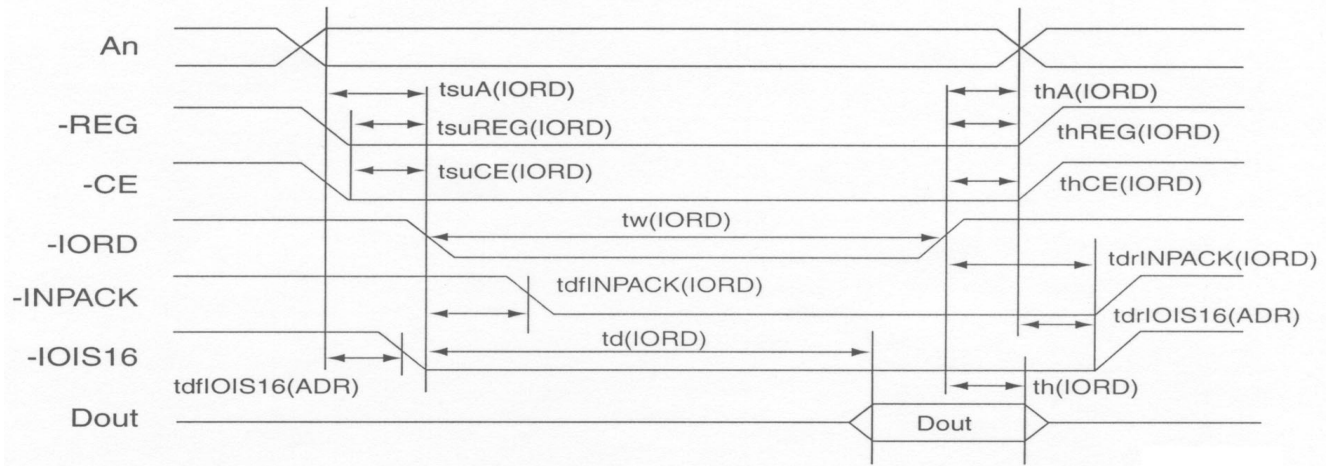 An
tsuA(IORD)
thA(IORD)
-REG
tsuREG(IORD)
thREG(IORD)
-CE
tsuCE(IORD)
thCE(IORD)
-IORD
tw(IORD)
tdrINPACK(IORD)
-INPACK
tdfINPACK(IORD)
tdrIOIS16(ADR)
-IOIS16
td(IORD)
tdfIOIS16(ADR)
th(IORD)
Dout
Dout